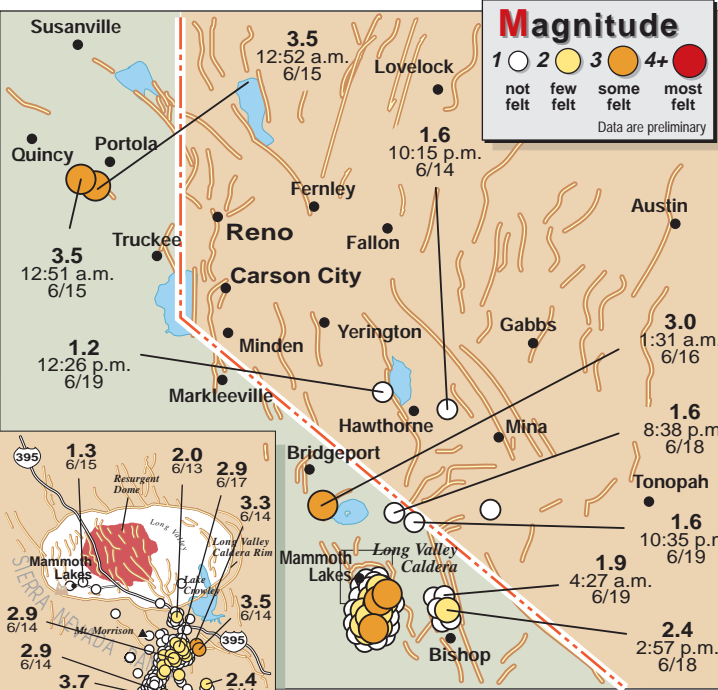 Magnitude
1 2 3 4+
not felt
few felt
some felt
most felt
Data are preliminary
Susanville
3.5
12:52 a.m.
6/15
Lovelock
Quincy
Portola
1.6
10:15 p.m.
6/14
Fernley
Austin
Reno
Truckee
Fallon
3.5
12:51 a.m.
6/15
Carson City
Gabbs
3.0
1:31 a.m.
6/16
Minden
Yerington
1.2
12:26 p.m.
6/19
Markleeville
Hawthorne
Mina
1.6
8:38 p.m
6/18
Bridgeport
Tonopah
1.6
10:35 p.m
6/19
Mammoth
Lakes
Long Valley
Caldera
1.9
4:27 a.m.
6/19
2.4
2:57 p.m.
6/18
Bishop
395
1.3
6/15
Resurgent
Dome
2.0
6/13
2.9
6/17
3.3
6/14
Long Valley
Long Valley
Caldera Rim
Mammoth
Lakes
Lake
Crowley
SIERRA NEVADA
2.9
6/14
Mt. Morrison
3.5
6/14
395
2.9
6/14
3.7
2.4